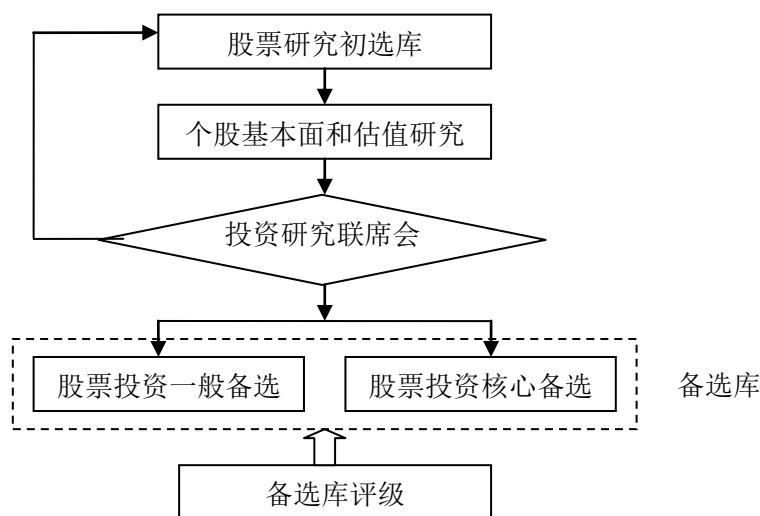 股票研究初选库
个股基本面和估值研究
投资研究联席会
股票投资一般备选
股票投资核心备选
备选库
备选库评级